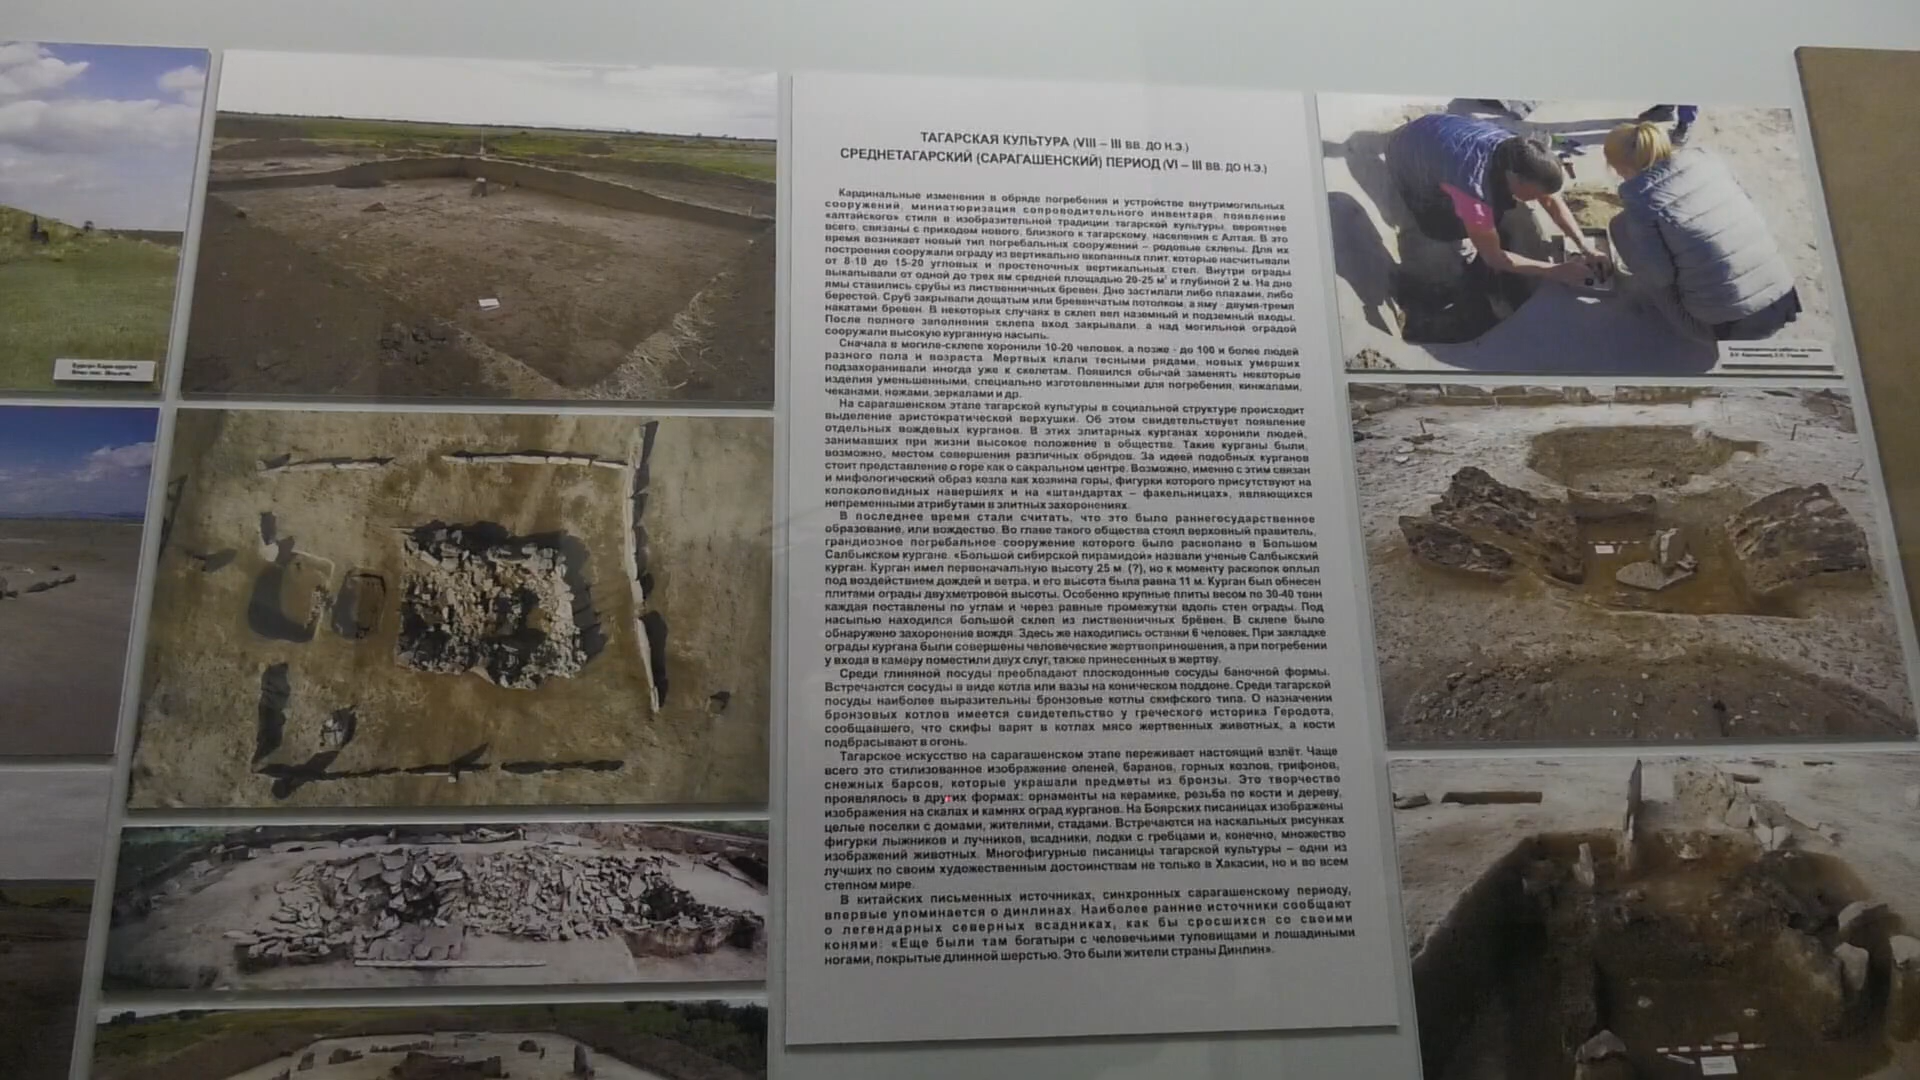 ТАГАРСКАЯ КУЛЬТУРА (VIII – III ВВ. ДО Н.Э.)
СРЕДНЕТАГАРСКИЙ (САРАГАШЕНСКИЙ) ПЕРИОД (VI – III ВВ. ДО Н.Э.)
Кардинальные изменения в обряде погребения и устройстве внутримогильных
сооружений, миниатюризация сопроводительного инвентаря, появление
«алтайского» стиля в изобразительной традиции тагарской культуры, вероятнее
всего, связаны с приходом нового, близкого к тагарскому, населения с Алтая. В это
время возникает новый тип погребальных сооружений – родовые склепы. Для их
построения сооружали ограду из вертикально вкопанных плит, которые насчитывали
от 8-10 до 15-20 угловых и простеночных вертикальных стел. Внутри ограды
выкапывали от одной до трех ям средней площадью 20-25 м² и глубиной 2 м. На дно
ямы ставились срубы из лиственничных бревен. Дно застилали либо плахами, либо
берестой. Сруб закрывали дощатым или бревенчатым потолком, а яму - двумя-тремя
накатами бревен. В некоторых случаях в склеп вел наземный и подземный входы.
После полного заполнения склепа вход закрывали, а над могильной оградой
сооружали высокую курганную насыпь.
Сначала в могиле-склепе хоронили 10-20 человек, а позже - до 100 и более людей
разного пола и возраста. Мертвых клали тесными рядами, новых умерших
подзахоранивали иногда уже к скелетам. Появился обычай заменять некоторые
изделия уменьшенными, специально изготовленными для погребения, кинжалами,
чеканами, ножами, зеркалами и др.
На сарагашенском этапе тагарской культуры в социальной структуре происходит
выделение аристократической верхушки. Об этом свидетельствует появление
отдельных вождевых курганов. В этих элитарных курганах хоронили людей,
занимавших при жизни высокое положение в обществе. Такие курганы были,
возможно, местом совершения различных обрядов. За идеей подобных курганов
стоит представление о горе как о сакральном центре. Возможно, именно с этим связан
и мифологический образ козла как хозяина горы, фигурки которого присутствуют на
колоколовидных навершиях и на «штандартах – факельницах», являющихся
непременными атрибутами в элитных захоронениях.
В последнее время стали считать, что это было раннегосударственное
образование, или вождество. Во главе такого общества стоял верховный правитель,
грандиозное погребальное сооружение которого было раскопано в Большом
Салбыкском кургане. «Большой сибирской пирамидой» назвали ученые Салбыкский
курган. Курган имел первоначальную высоту 25 м. (?), но к моменту раскопок оплыл
под воздействием дождей и ветра, и его высота была равна 11 м. Курган был обнесен
плитами ограды двухметровой высоты. Особенно крупные плиты весом по 30-40 тонн
каждая поставлены по углам и через равные промежутки вдоль стен ограды. Под
насыпью находился большой склеп из лиственничных брёвен. В склепе было
обнаружено захоронение вождя. Здесь же находились останки 6 человек. При закладке
ограды кургана были совершены человеческие жертвоприношения, а при погребении
у входа в камеру поместили двух слуг, также принесенных в жертву.
Среди глиняной посуды преобладают плоскодонные сосуды баночной формы.
Встречаются сосуды в виде котла или вазы на коническом поддоне. Среди тагарской
посуды наиболее выразительны бронзовые котлы скифского типа. О назначении
бронзовых котлов имеется свидетельство у греческого историка Геродота,
сообщавшего, что скифы варят в котлах мясо жертвенных животных, а кости
подбрасывают в огонь.
Тагарское искусство на сарагашенском этапе переживает настоящий взлёт. Чаще
всего это стилизованное изображение оленей, баранов, горных козлов, грифонов,
снежных барсов, которые украшали предметы из бронзы. Это творчество
проявлялось в других формах: орнаменты на керамике, резьба по кости и дереву,
изображения на скалах и камнях оград курганов. На Боярских писаницах изображены
целые поселки с домами, жителями, стадами. Встречаются на наскальных рисунках
фигурки лыжников и лучников, всадники, лодки с гребцами и, конечно, множество
изображений животных. Многофигурные писаницы тагарской культуры – одни из
лучших по своим художественным достоинствам не только в Хакасии, но и во всем
степном мире.
В китайских письменных источниках, синхронных сарагашенскому периоду,
впервые упоминается о динлинах. Наиболее ранние источники сообщают
о легендарных северных всадниках, как бы сросшихся со своими
конями: «Еще были там богатыри с человечьими туловищами и лошадиными
ногами, покрытые длинной шерстью. Это были жители страны Динлин».